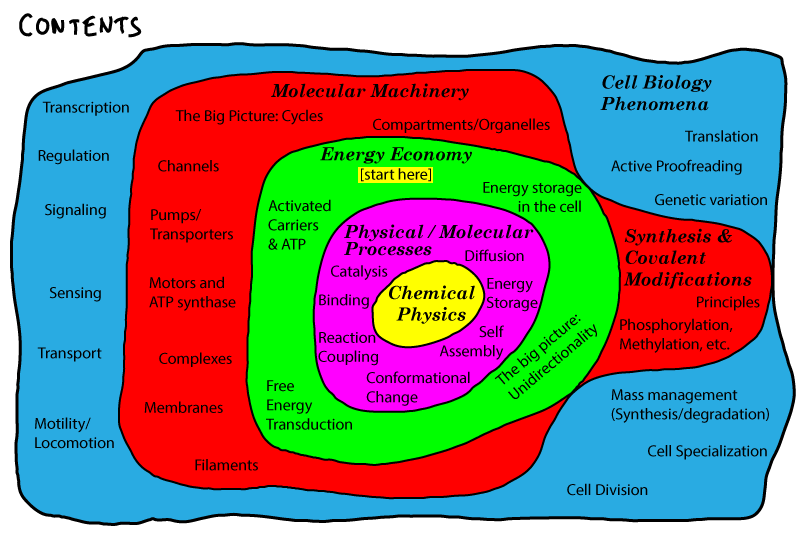 CONTENTS
Cell Biology
Phenomena
Transcription
Regulation
Signaling
Sensing
Transport
Motility/
Locomotion
Translation
Active Proofreading
Genetic variation
Mass management
(Synthesis/degradation)
Cell Specialization
Cell Division
Molecular Machinery
The Big Picture: Cycles
Compartments/Organelles
Channels
Pumps/
Transporters
Motors and
ATP synthase
Complexes
Membranes
Filaments
Synthesis &
Covalent
Modifications
Principles
Phosphorylation,
Methylation, etc.
Energy Economy
[start here]
Activated
Carriers
& ATP
Energy storage
in the cell
Free
Energy
Transduction
The big picture:
Unidirectionality
Physical / Molecular
Processes
Diffusion
Catalysis
Binding
Energy
Storage
Reaction
Coupling
Self
Assembly
Conformational
Change
Chemical
Physics